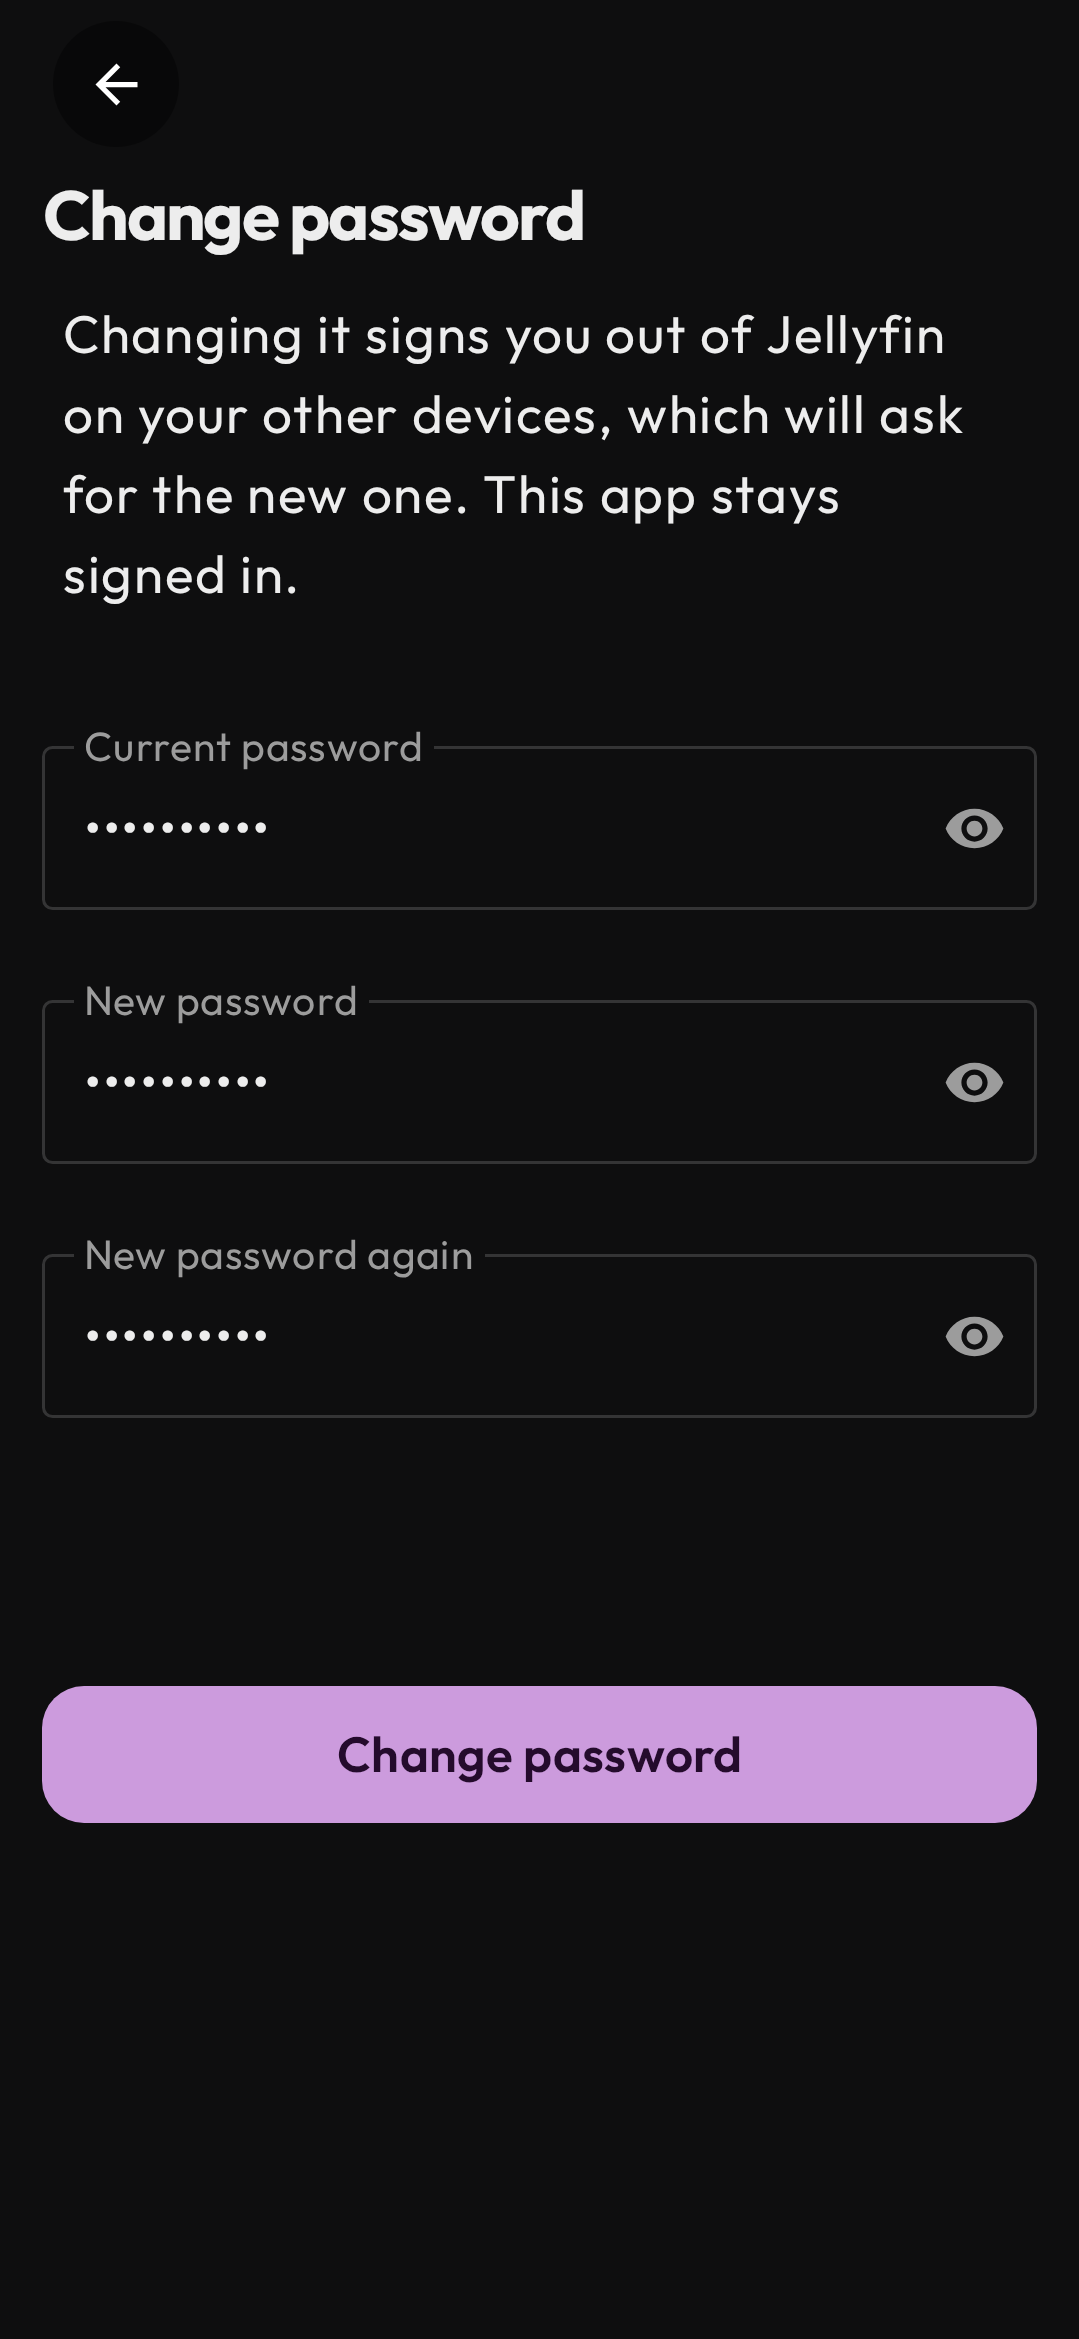 Change password
Changing it signs you out of Jellyfin
on your other devices, which will ask
for the new one. This app stays
signed in.
Current password
••••••••••
New password
••••••••••
New password again
••••••••••
Change password